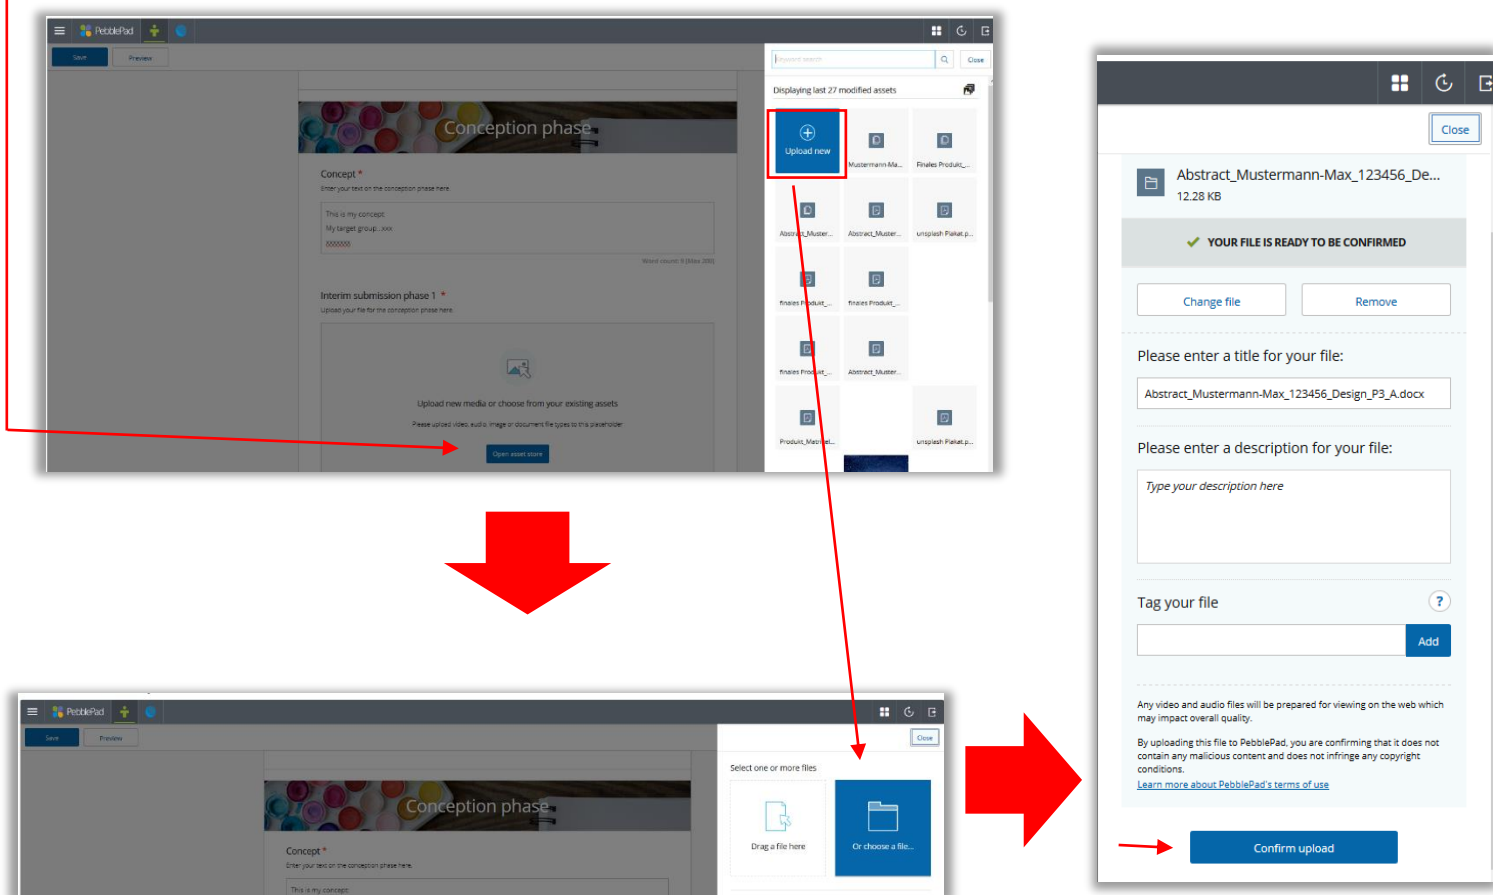 PebblePad
Save
Preview
Keyword search
Close
Displaying last 27 modified assets
Upload new
Mustermann-Ma...
Finales Produkt_...
Abstract_Muster...
Abstract_Muster...
unsplash Plakat.p...
finales Produkt_...
finales Produkt_...
finales Produkt_...
Abstract_Muster...
Produkt_Matrikel...
unsplash Plakat.p...
Conception phase
Concept *
Enter your text on the conception phase here.
This is my concept:
My target group...xxx
ßßßßßßß
Word count: 9 (Max 200)
Interim submission phase 1 *
Upload your file for the conception phase here.
Upload new media or choose from your existing assets
Please upload video, audio, image or document file types to this placeholder
Open asset store
PebblePad
Save
Preview
Close
Conception phase
Concept *
Enter your text on the conception phase here.
This is my concept:
Select one or more files
Drag a file here
Or choose a file...
Close
Abstract_Mustermann-Max_123456_De...
12.28 KB
YOUR FILE IS READY TO BE CONFIRMED
Change file
Remove
Please enter a title for your file:
Abstract_Mustermann-Max_123456_Design_P3_A.docx
Please enter a description for your file:
Type your description here
Tag your file
?
Add
Any video and audio files will be prepared for viewing on the web which
may impact overall quality.
By uploading this file to PebblePad, you are confirming that it does not
contain any malicious content and does not infringe any copyright
conditions.
Learn more about PebblePad's terms of use
Confirm upload